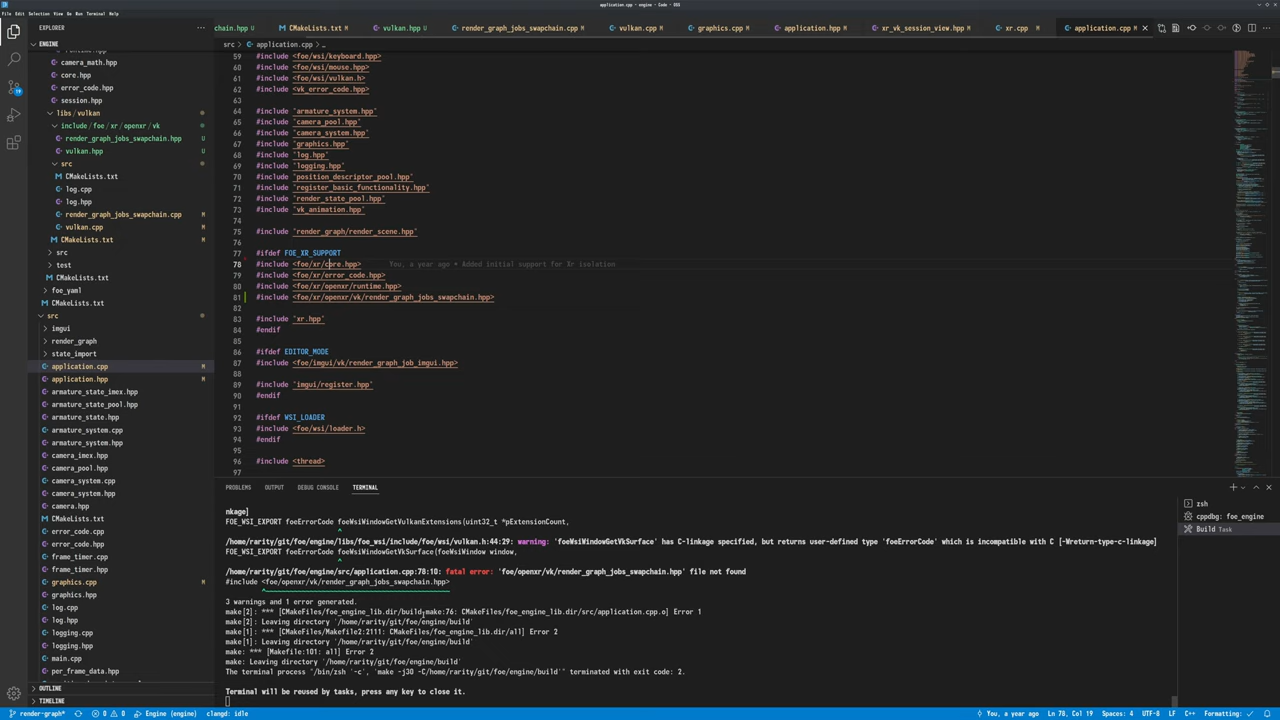 application.cpp - engine - Code - OSS
File Edit Selection View Go Run Terminal Help
EXPLORER
ENGINE
camera_math.hpp
core.hpp
error_code.hpp
session.hpp
libs / vulkan
include / foe / xr / openxr / vk
render_graph_jobs_swapchain.hpp U
vulkan.hpp U
src
CMakeLists.txt
log.cpp
log.hpp
render_graph_jobs_swapchain.cpp M
vulkan.cpp M
CMakeLists.txt M
src
test
CMakeLists.txt
foe_yaml
CMakeLists.txt
src
imgui
render_graph
state_import
application.cpp M
application.hpp M
armature_state_imex.hpp
armature_state_pool.hpp
armature_state.hpp
armature_system.cpp
armature_system.hpp
camera_imex.hpp
camera_pool.hpp
camera_system.cpp
camera_system.hpp
camera.hpp
CMakeLists.txt
error_code.cpp
error_code.hpp
frame_timer.cpp
frame_timer.hpp
graphics.cpp M
graphics.hpp
log.cpp
log.hpp
logging.cpp
logging.hpp
main.cpp
per_frame_data.hpp
OUTLINE
TIMELINE
chain.hpp U
CMakeLists.txt M
vulkan.hpp U
render_graph_jobs_swapchain.cpp M
vulkan.cpp M
graphics.cpp M
application.hpp M
xr_vk_session_view.hpp M
xr.cpp M
application.cpp M
src > application.cpp > …
59 #include <foe/wsi/keyboard.hpp>
60 #include <foe/wsi/mouse.hpp>
61 #include <foe/wsi/vulkan.h>
62 #include <vk_error_code.hpp>
63
64 #include "armature_system.hpp"
65 #include "camera_pool.hpp"
66 #include "camera_system.hpp"
67 #include "graphics.hpp"
68 #include "log.hpp"
69 #include "logging.hpp"
70 #include "position_descriptor_pool.hpp"
71 #include "register_basic_functionality.hpp"
72 #include "render_state_pool.hpp"
73 #include "vk_animation.hpp"
74
75 #include "render_graph/render_scene.hpp"
76
77 #ifdef FOE_XR_SUPPORT
78 #include <foe/xr/core.hpp> You, a year ago • Added initial support for Xr isolation
79 #include <foe/xr/error_code.hpp>
80 #include <foe/xr/openxr/runtime.hpp>
81 #include <foe/xr/openxr/vk/render_graph_jobs_swapchain.hpp>
82
83 #include "xr.hpp"
84 #endif
85
86 #ifdef EDITOR_MODE
87 #include <foe/imgui/vk/render_graph_job_imgui.hpp>
88
89 #include "imgui/register.hpp"
90 #endif
91
92 #ifdef WSI_LOADER
93 #include <foe/wsi/loader.h>
94 #endif
95
96 #include <thread>
97
PROBLEMS OUTPUT DEBUG CONSOLE TERMINAL
nkage]
FOE_WSI_EXPORT foeErrorCode foeWsiWindowGetVulkanExtensions(uint32_t *pExtensionCount,
^
/home/rarity/git/foe/engine/libs/foe_wsi/include/foe/wsi/vulkan.h:44:29: warning: 'foeWsiWindowGetVkSurface' has C-linkage specified, but returns user-defined type 'foeErrorCode' which is incompatible with C [-Wreturn-type-c-linkage]
FOE_WSI_EXPORT foeErrorCode foeWsiWindowGetVkSurface(foeWsiWindow window,
^
/home/rarity/git/foe/engine/src/application.cpp:78:10: fatal error: 'foe/openxr/vk/render_graph_jobs_swapchain.hpp' file not found
#include <foe/openxr/vk/render_graph_jobs_swapchain.hpp>
^~~~~~~~~~~~~~~~~~~~~~~~~~~~~~~~~~~~~~~~~~~~~~~
3 warnings and 1 error generated.
make[2]: *** [CMakeFiles/foe_engine_lib.dir/build.make:76: CMakeFiles/foe_engine_lib.dir/src/application.cpp.o] Error 1
make[2]: Leaving directory '/home/rarity/git/foe/engine/build'
make[1]: *** [CMakeFiles/Makefile2:2111: CMakeFiles/foe_engine_lib.dir/all] Error 2
make[1]: Leaving directory '/home/rarity/git/foe/engine/build'
make: *** [Makefile:101: all] Error 2
make: Leaving directory '/home/rarity/git/foe/engine/build'
The terminal process "/bin/zsh '-c', 'make -j30 -C/home/rarity/git/foe/engine/build'" terminated with exit code: 2.
Terminal will be reused by tasks, press any key to close it.
zsh
cppdbg: foe_engine
Build Task
render-graph* 0 0 Engine (engine) clangd: idle
You, a year ago Ln 78, Col 19 Spaces: 4 UTF-8 LF C++ Formatting: ✓